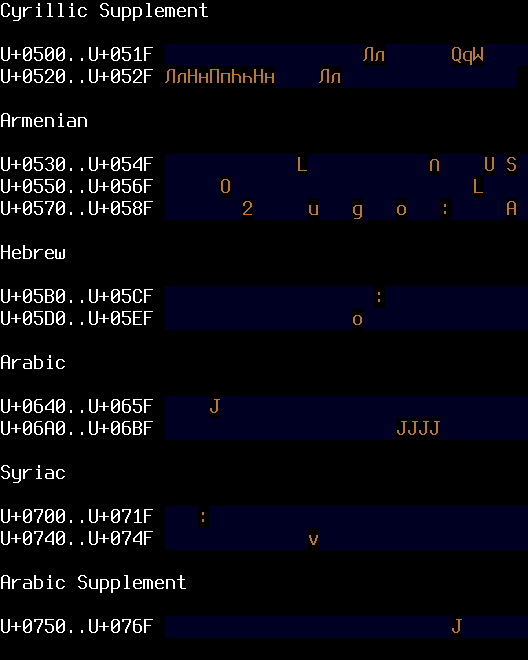 Cyrillic Supplement
U+0500..U+051F Лл QqW
U+0520..U+052F ЛлНнПпһһНн Лл
Armenian
U+0530..U+054F L ո U S
U+0550..U+056F O L
U+0570..U+058F 2 u g o : A
Hebrew
U+05B0..U+05CF :
U+05D0..U+05EF o
Arabic
U+0640..U+065F J
U+06A0..U+06BF JJJJ
Syriac
U+0700..U+071F :
U+0740..U+074F v
Arabic Supplement
U+0750..U+076F J